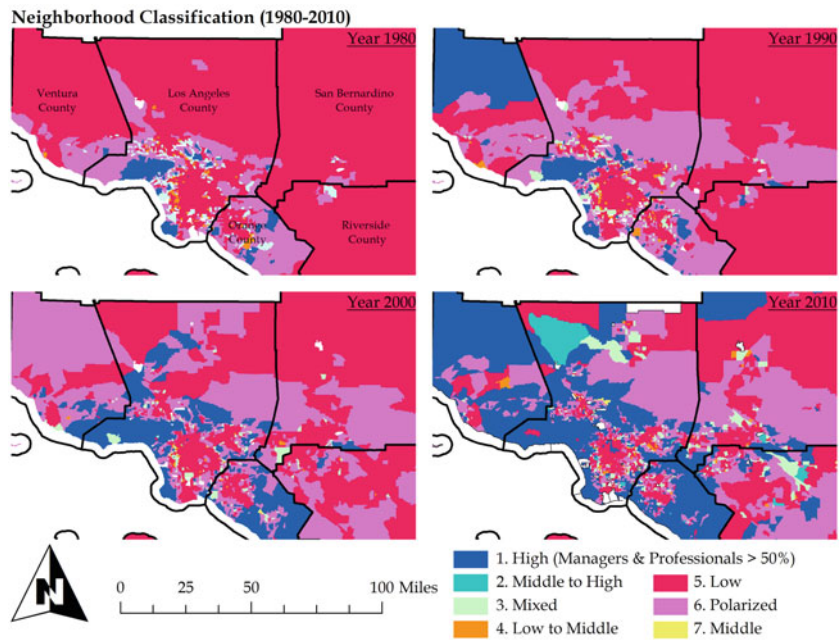 Neighborhood Classification (1980-2010)
Year 1980
Year 1990
Ventura
County
Los Angeles
County
San Bernardino
County
Orange
County
Riverside
County
Year 2000
Year 2010
N
0 25 50 100 Miles
1. High (Managers & Professionals > 50%)
2. Middle to High
3. Mixed
4. Low to Middle
5. Low
6. Polarized
7. Middle